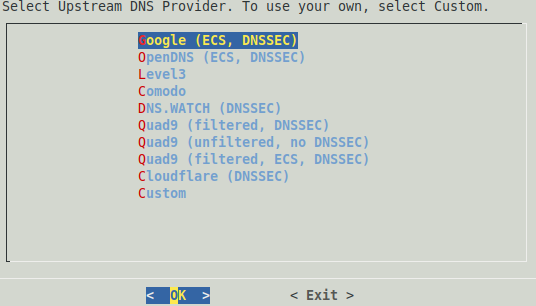 Select Upstream DNS Provider. To use your own, select Custom.
Google (ECS, DNSSEC)
OpenDNS (ECS, DNSSEC)
Level3
Comodo
DNS.WATCH (DNSSEC)
Quad9 (filtered, DNSSEC)
Quad9 (unfiltered, no DNSSEC)
Quad9 (filtered, ECS, DNSSEC)
Cloudflare (DNSSEC)
Custom
< OK > < Exit >